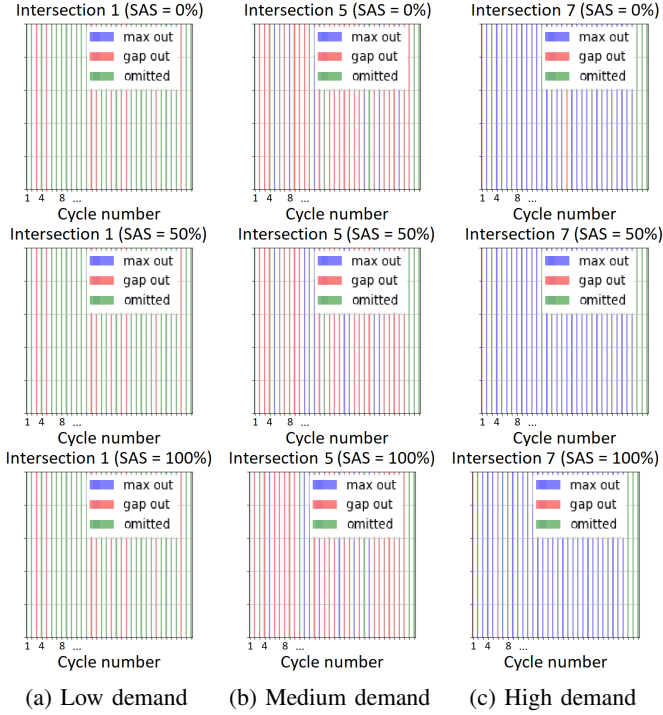 Intersection 1 (SAS = 0%)
max out
gap out
omitted
1 4 8 ...
Cycle number
Intersection 5 (SAS = 0%)
max out
gap out
omitted
1 4 8 ...
Cycle number
Intersection 7 (SAS = 0%)
max out
gap out
omitted
1 4 8 ...
Cycle number
Intersection 1 (SAS = 50%)
max out
gap out
omitted
1 4 8 ...
Cycle number
Intersection 5 (SAS = 50%)
max out
gap out
omitted
1 4 8 ...
Cycle number
Intersection 7 (SAS = 50%)
max out
gap out
omitted
1 4 8 ...
Cycle number
Intersection 1 (SAS = 100%)
max out
gap out
omitted
1 4 8 ...
Cycle number
Intersection 5 (SAS = 100%)
max out
gap out
omitted
1 4 8 ...
Cycle number
Intersection 7 (SAS = 100%)
max out
gap out
omitted
1 4 8 ...
Cycle number
(a) Low demand
(b) Medium demand
(c) High demand